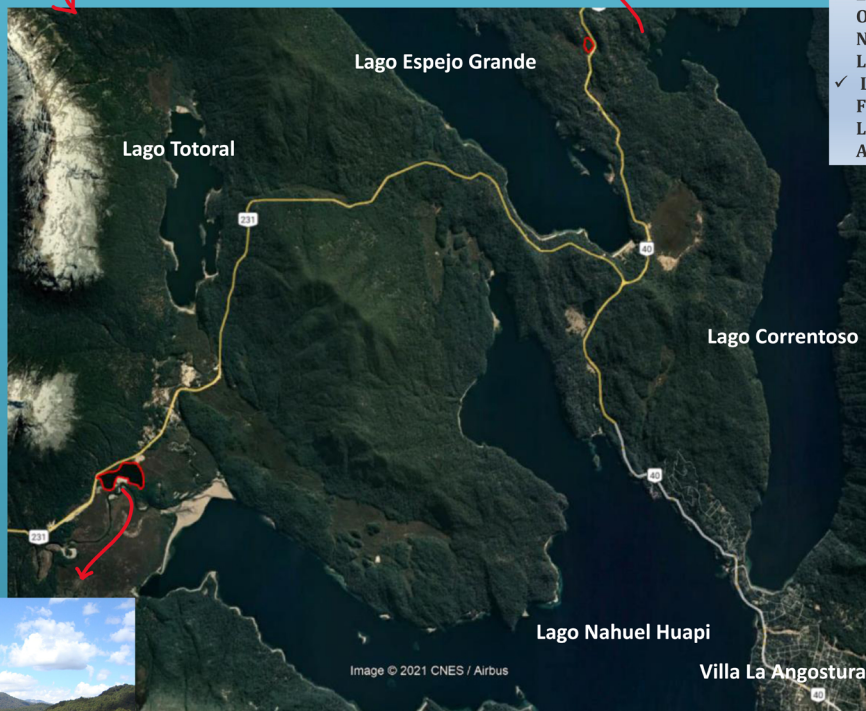 Lago Espejo Grande
Lago Totoral
231
40
Lago Correntoso
40
231
Lago Nahuel Huapi
Image © 2021 CNES / Airbus
Villa La Angostura
40